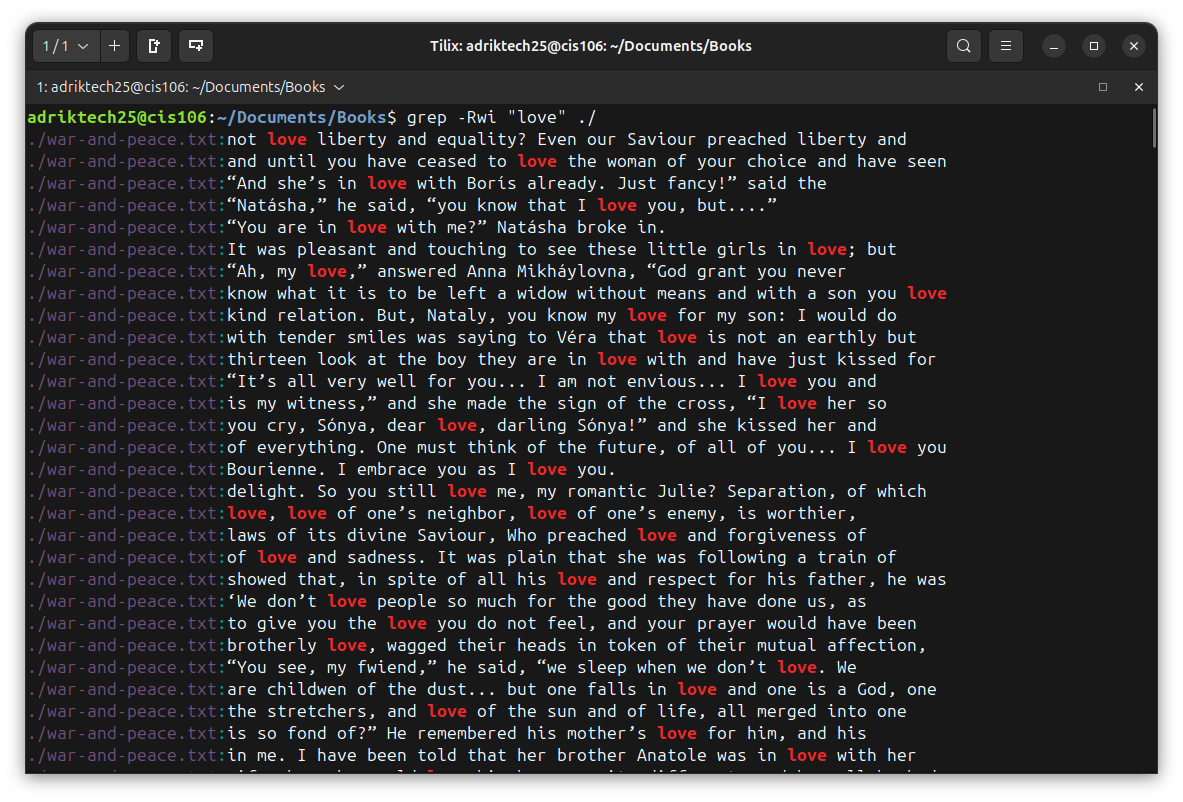 1 / 1
Tilix: adriktech25@cis106: ~/Documents/Books
1: adriktech25@cis106: ~/Documents/Books
adriktech25@cis106:~/Documents/Books$ grep -Rwi "love" ./
./war-and-peace.txt:not love liberty and equality? Even our Saviour preached liberty and
./war-and-peace.txt:and until you have ceased to love the woman of your choice and have seen
./war-and-peace.txt:“And she’s in love with Borís already. Just fancy!” said the
./war-and-peace.txt:“Natásha,” he said, “you know that I love you, but....”
./war-and-peace.txt:“You are in love with me?” Natásha broke in.
./war-and-peace.txt:It was pleasant and touching to see these little girls in love; but
./war-and-peace.txt:“Ah, my love,” answered Anna Mikháylovna, “God grant you never
./war-and-peace.txt:know what it is to be left a widow without means and with a son you love
./war-and-peace.txt:kind relation. But, Nataly, you know my love for my son: I would do
./war-and-peace.txt:with tender smiles was saying to Véra that love is not an earthly but
./war-and-peace.txt:thirteen look at the boy they are in love with and have just kissed for
./war-and-peace.txt:“It’s all very well for you... I am not envious... I love you and
./war-and-peace.txt:is my witness,” and she made the sign of the cross, “I love her so
./war-and-peace.txt:you cry, Sónya, dear love, darling Sónya!” and she kissed her and
./war-and-peace.txt:of everything. One must think of the future, of all of you... I love you
./war-and-peace.txt:Bourienne. I embrace you as I love you.
./war-and-peace.txt:delight. So you still love me, my romantic Julie? Separation, of which
./war-and-peace.txt:love, love of one’s neighbor, love of one’s enemy, is worthier,
./war-and-peace.txt:laws of its divine Saviour, Who preached love and forgiveness of
./war-and-peace.txt:of love and sadness. It was plain that she was following a train of
./war-and-peace.txt:showed that, in spite of all his love and respect for his father, he was
./war-and-peace.txt:‘We don’t love people so much for the good they have done us, as
./war-and-peace.txt:to give you the love you do not feel, and your prayer would have been
./war-and-peace.txt:brotherly love, wagged their heads in token of their mutual affection,
./war-and-peace.txt:“You see, my fwiend,” he said, “we sleep when we don’t love. We
./war-and-peace.txt:are childwen of the dust... but one falls in love and one is a God, one
./war-and-peace.txt:the stretchers, and love of the sun and of life, all merged into one
./war-and-peace.txt:is so fond of?” He remembered his mother’s love for him, and his
./war-and-peace.txt:in me. I have been told that her brother Anatole was in love with her